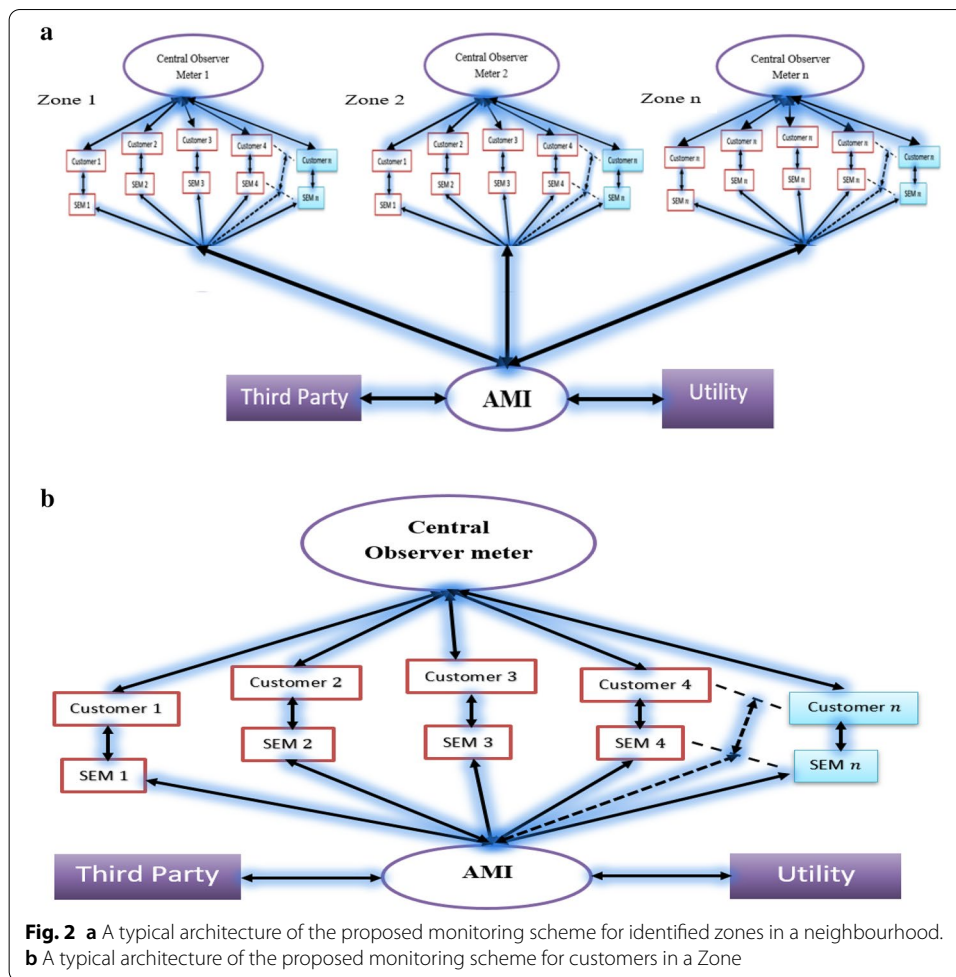 a
Central Observer
Meter 1
Central Observer
Meter 2
Central Observer
Meter n
Zone 1
Zone 2
Zone n
Customer 1
Customer 2
Customer 3
Customer 4
Customer n
SEM 1
SEM 2
SEM 3
SEM 4
SEM n
Customer 1
Customer 2
Customer 3
Customer 4
Customer n
SEM 1
SEM 2
SEM 3
SEM 4
SEM n
Customer n
Customer n
Customer n
Customer n
Customer n
SEM n
SEM n
SEM n
SEM n
SEM n
Third Party
AMI
Utility
b
Central
Observer meter
Customer 1
Customer 2
Customer 3
Customer 4
Customer n
SEM 1
SEM 2
SEM 3
SEM 4
SEM n
Third Party
AMI
Utility
Fig. 2 a A typical architecture of the proposed monitoring scheme for identified zones in a neighbourhood.
b A typical architecture of the proposed monitoring scheme for customers in a Zone